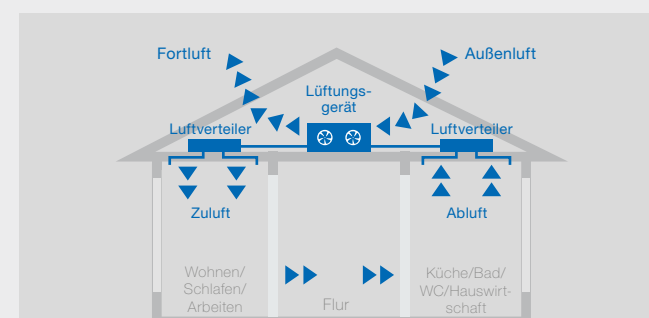 Fortluft
Außenluft
Lüftungs-
gerät
Luftverteiler
Luftverteiler
Zuluft
Abluft
Wohnen/
Schlafen/
Arbeiten
Flur
Küche/Bad/
WC/Hauswirt-
schaft